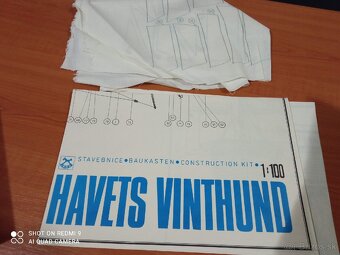 STAVEBNICE • BAUKASTEN • CONSTRUCTION KIT •
1:100
HAVETS VINTHUND
SHOT ON REDMI 9
AI QUAD CAMERA